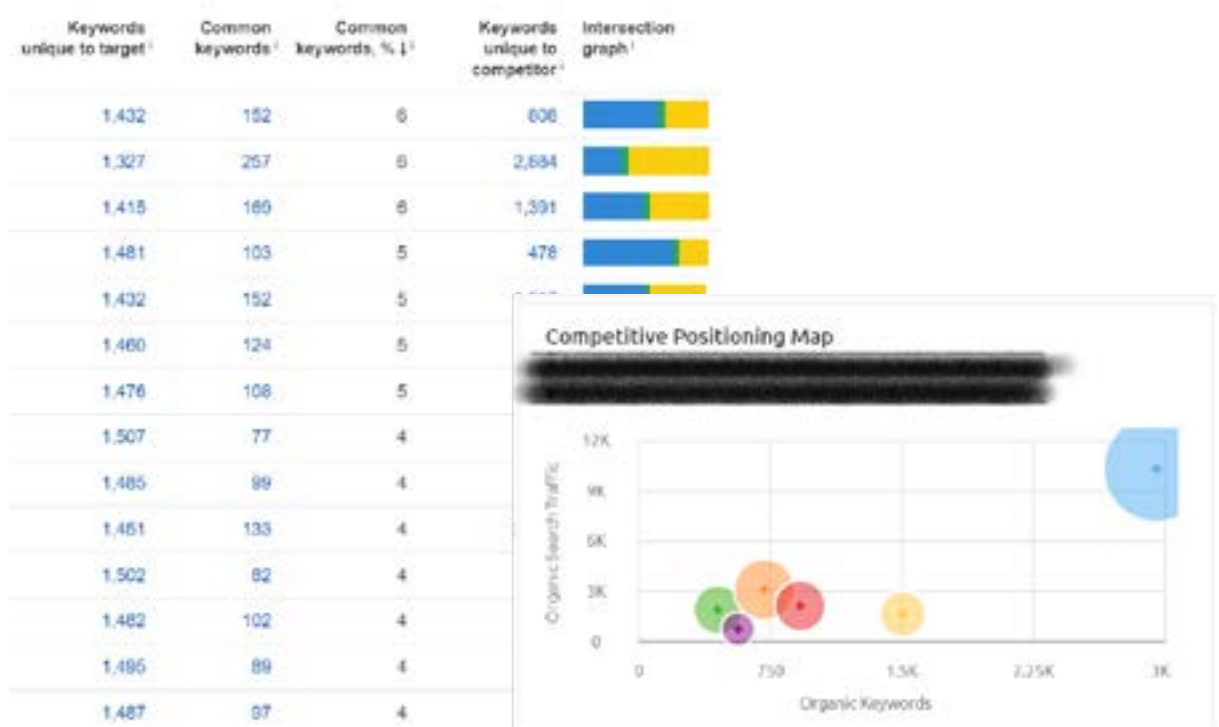 Keywords unique to target
Common keywords
Common keywords, % ↓
Keywords unique to competitor
Intersection graph
1,432 152 6
1,327 257 6 2,684
1,415 169 6 1,391
1,481 103 5 478
1,432 152 5
1,460 124 5
1,476 108 5
1,507 77 4
1,485 99 4
1,451 133 4
1,502 82 4
1,482 102 4
1,495 89 4
1,487 97 4
Competitive Positioning Map
Organic Search Traffic
12K
9K
6K
3K
0
0 750 1.5K 2.25K 3K
Organic Keywords